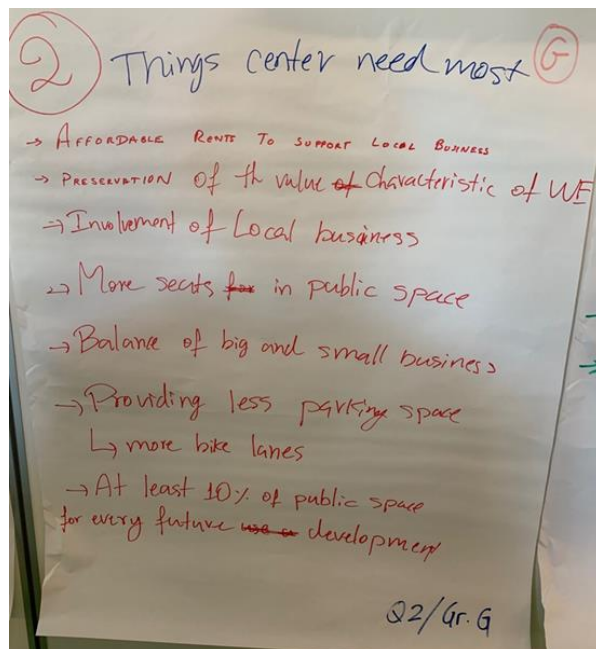 2 Things center need most G
→ AFFORDABLE RENTS TO SUPPORT LOCAL BUSINESS
→ PRESERVATION of th value of characteristic of WE
→ Involvement of Local business
→ More seats for in public space
→ Balane of big and small business
→ Providing less parking space
↳ more bike lanes
→ At least 10% of public space
for every future development
Q2/Gr. G